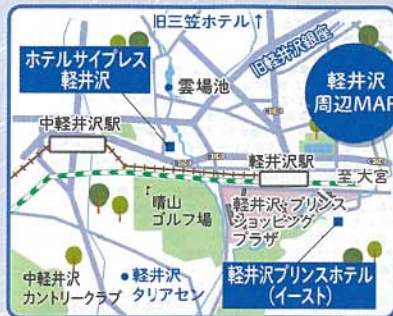 旧三笠ホテル↑
旧軽井沢銀座
ホテルサイプレス
軽井沢
雲場池
軽井沢
周辺MAP
中軽井沢駅
軽井沢駅
至大宮
晴山
ゴルフ場
軽井沢・プリンス
ショッピング
プラザ
中軽井沢
カントリークラブ
軽井沢
タリアセン
軽井沢プリンスホテル
(イースト)